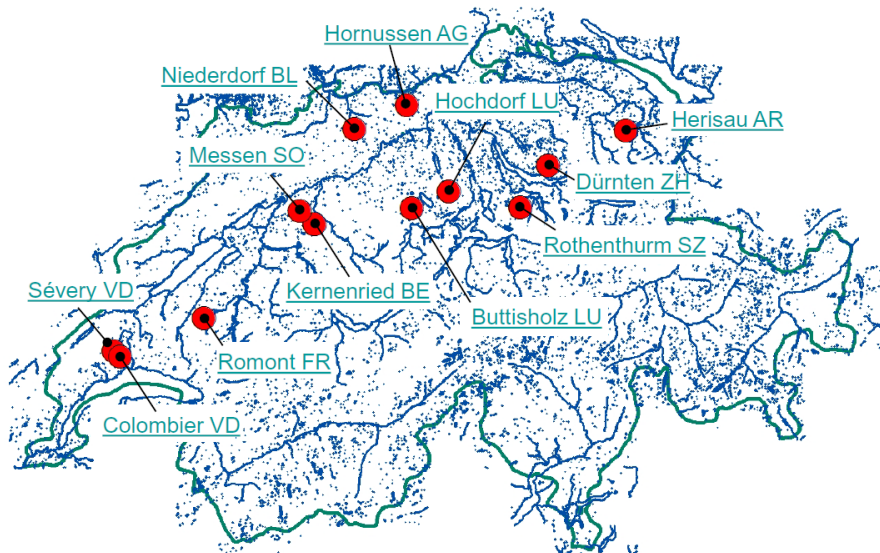 Hornussen AG
Niederdorf BL
Hochdorf LU
Herisau AR
Messen SO
Dürnten ZH
Rothenthurm SZ
Sévery VD
Kernenried BE
Buttisholz LU
Romont FR
Colombier VD